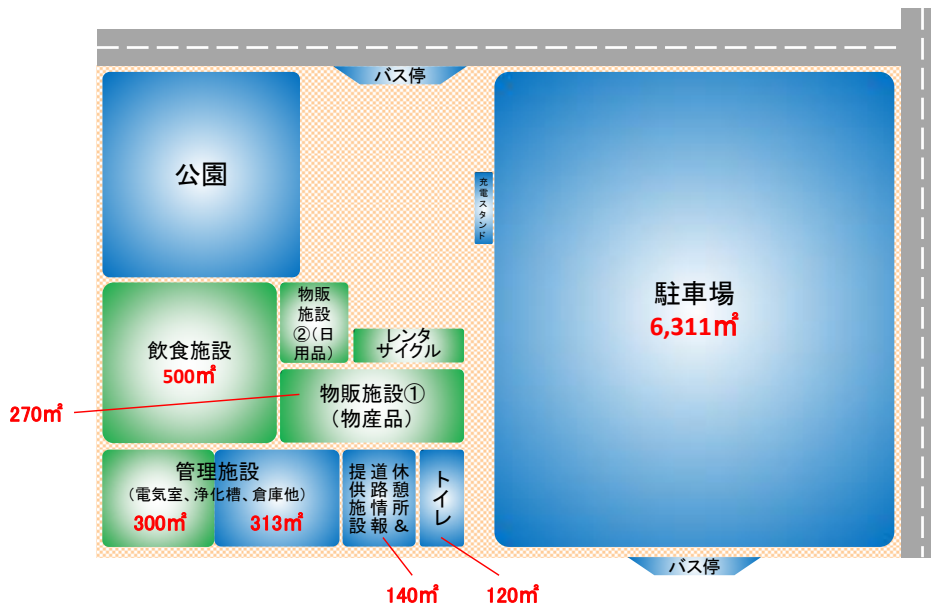 バス停
公園
充電スタンド
駐車場
6,311㎡
物販
施設
②(日
用品)
レンタ
サイクル
飲食施設
500㎡
物販施設①
(物産品)
270㎡
管理施設
(電気室、浄化槽、倉庫他)
300㎡
313㎡
休憩所&
道路情報
提供施設
トイレ
バス停
140㎡
120㎡